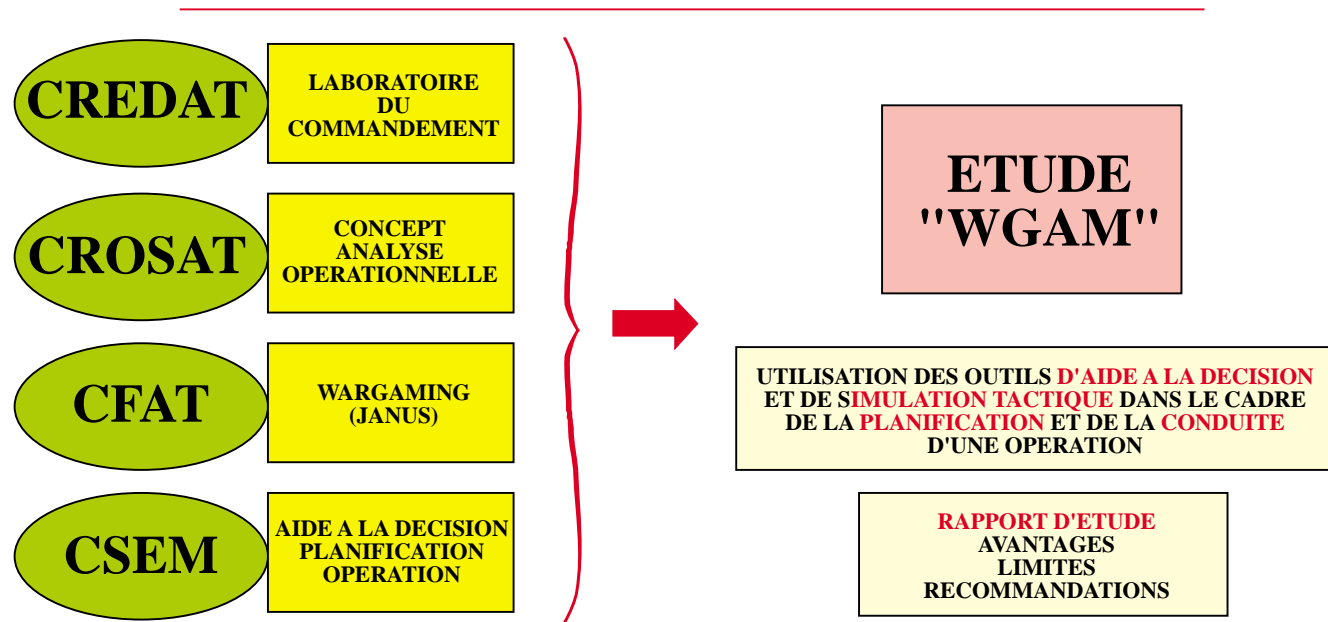 CREDAT
LABORATOIRE
DU
COMMANDEMENT
CROSAT
CONCEPT
ANALYSE
OPERATIONNELLE
CFAT
WARGAMING
(JANUS)
CSEM
AIDE A LA DECISION
PLANIFICATION
OPERATION
ETUDE
"WGAM"
UTILISATION DES OUTILS D'AIDE A LA DECISION
ET DE SIMULATION TACTIQUE DANS LE CADRE
DE LA PLANIFICATION ET DE LA CONDUITE
D'UNE OPERATION
RAPPORT D'ETUDE
AVANTAGES
LIMITES
RECOMMANDATIONS